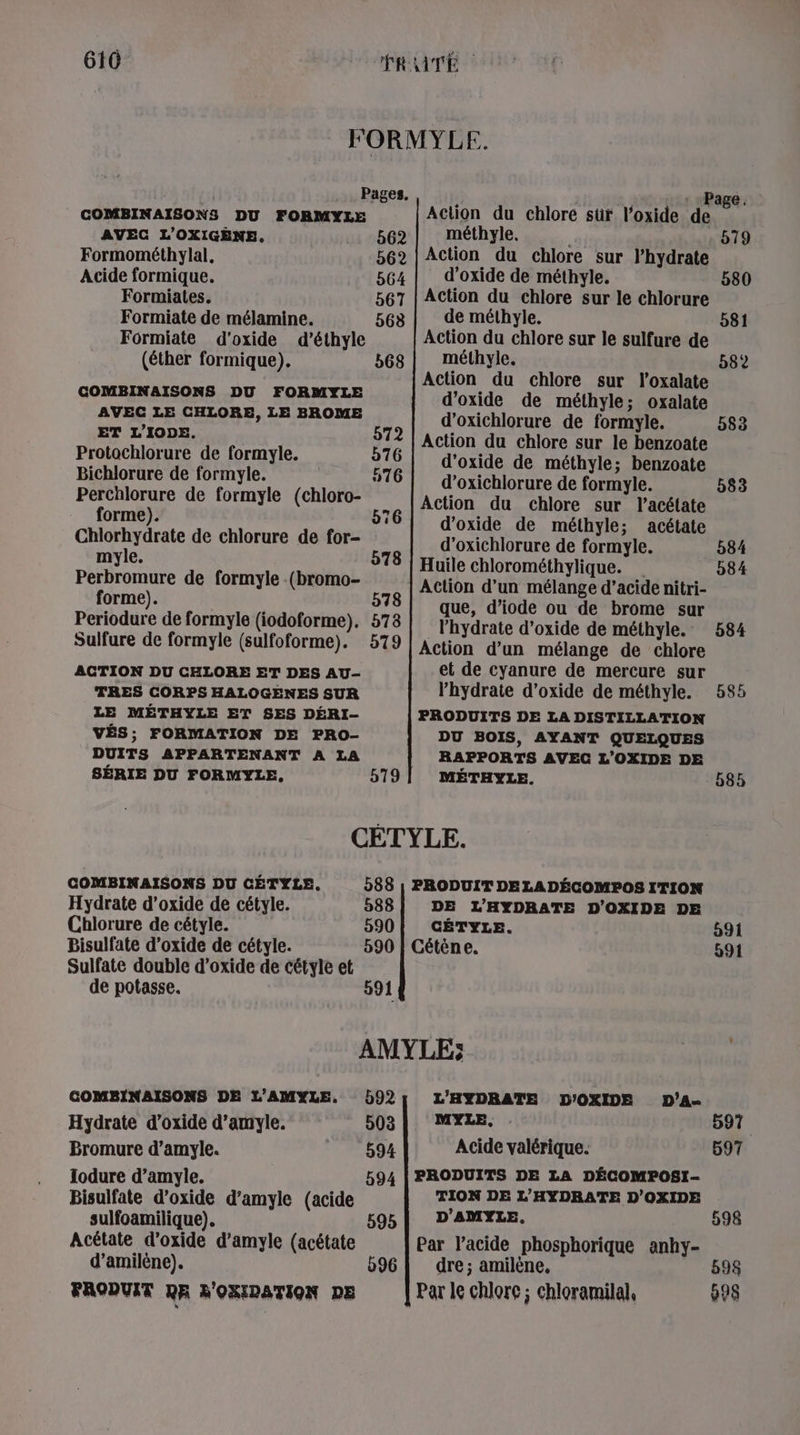 610 TRAITÉ
FORMYLE.
Pages.
COMBINAISONS DU FORMYLE
AVEC L'OXIGÈNE. 562
Formométhylal. 562
Acide formique. 564
Formiates. 567
Formiate de mélamine. 568
Formiate d'oxide d'éthyle
(éther formique). 568
COMBINAISONS DU FORMYLE
AVEC LE CHLORE, LE BROME
ET L'IODE. 572
Protochlorure de formyle. 576
Bichlorure de formyle. 576
Perchlorure de formyle (chloro-
forme). 576
Chlorhydrate de chlorure de for-
myle. 578
Perbromure de formyle (bromo-
forme). 578
Periodure de formyle (iodoforme). 578
Sulfure de formyle (sulfoforme). 579
ACTION DU CHLORE ET DES AU-
TRES CORPS HALOGÈNES SUR
LE MÉTHYLE ET SES DÉRI-
VÉS; FORMATION DE PRO-
DUITS APPARTENANT A LA
SÉRIE DU FORMYLE, 579
Page.
Action du chlore sur l'oxide de
méthyle. 579
Action du chlore sur l'hydrate
d'oxide de méthyle. 580
Action du chlore sur le chlorure
de méthyle. 581
Action du chlore sur le sulfure de
méthyle. 582
Action du chlore sur l'oxalate
d'oxide de méthyle; oxalate
d'oxichlorure de formyle. 583
Action du chlore sur le benzoate
d'oxide de méthyle; benzoate
d'oxichlorure de formyle. 583
Action du chlore sur l'acétate
d'oxide de méthyle; acétate
d'oxichlorure de formyle. 584
Huile chlorométhylique. 584
Action d'un mélange d'acide nitri-
que, d'iode ou de brome sur
l'hydrate d'oxide de méthyle. 584
Action d'un mélange de chlore
et de cyanure de mercure sur
l'hydrate d'oxide de méthyle. 585
PRODUITS DE LA DISTILLATION
DU BOIS, AYANT QUELQUES
RAPPORTS AVEC L'OXIDE DE
MÉTHYLE. 585
CÉTYLE.
COMBINAISONS DU CÉTYLE. 588
Hydrate d'oxide de cétyle. 588
Chlorure de cétyle. 590
Bisulfate d'oxide de cétyle. 590
Sulfate double d'oxide de cétyle et
de potasse. 591
PRODUIT DE LA DÉCOMPOSITION
DE L'HYDRATE D'OXIDE DE
CÉTYLE. 591
Cétène. 591
AMYLE:
COMBINAISONS DE L'AMYLE. 592
Hydrate d'oxide d'amyle. 503
Bromure d'amyle. 594
Iodure d'amyle. 594
Bisulfate d'oxide d'amyle (acide
sulfoamilique). 595
Acétate d'oxide d'amyle (acétate
d'amilène). 596
PRODUIT DE L'OXIDATION DE
L'HYDRATE D'OXIDE D'A-
MYLE. 597
Acide valérique. 597
PRODUITS DE LA DÉCOMPOSI-
TION DE L'HYDRATE D'OXIDE
D'AMYLE. 598
Par l'acide phosphorique anhy-
dre; amilène. 598
Par le chlore; chloramilal. 598